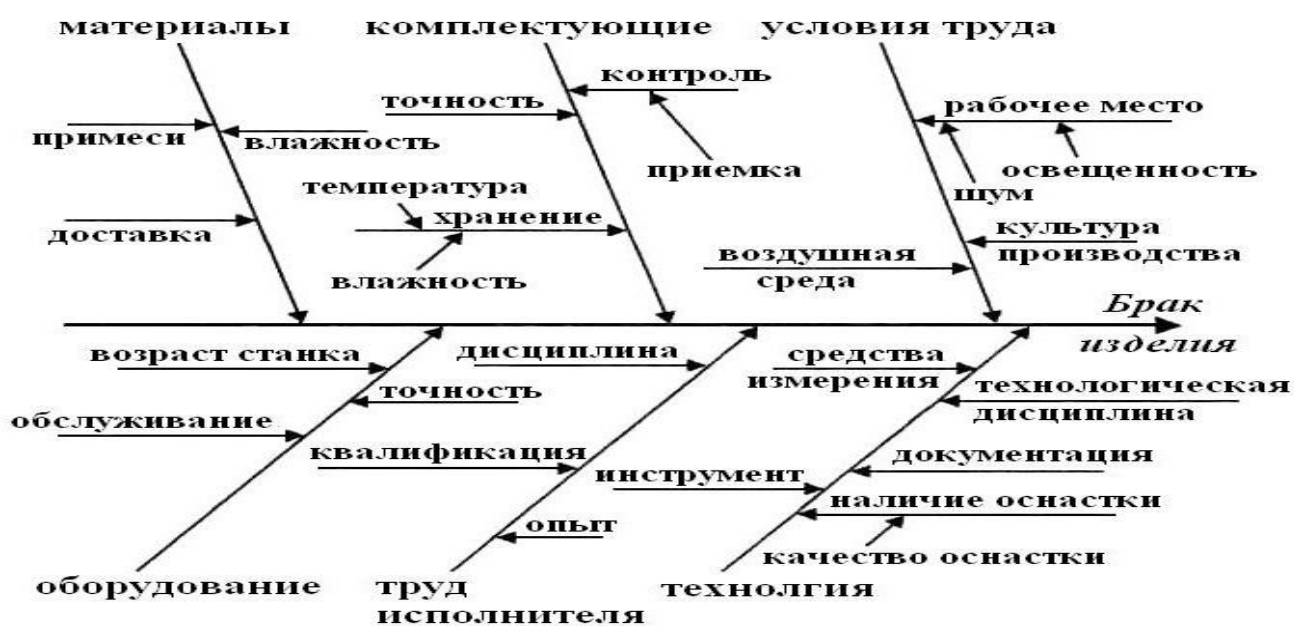 материалы
комплектующие
условия труда
контроль
точность
рабочее место
примеси
влажность
приемка
освещенность
температура
шум
хранение
доставка
культура
производства
воздушная
среда
влажность
Брак
изделия
возраст станка
дисциплина
средства
измерения
технологическая
дисциплина
точность
обслуживание
квалификация
документация
инструмент
наличие оснастки
опыт
качество оснастки
оборудование
труд
исполнителя
технолгия